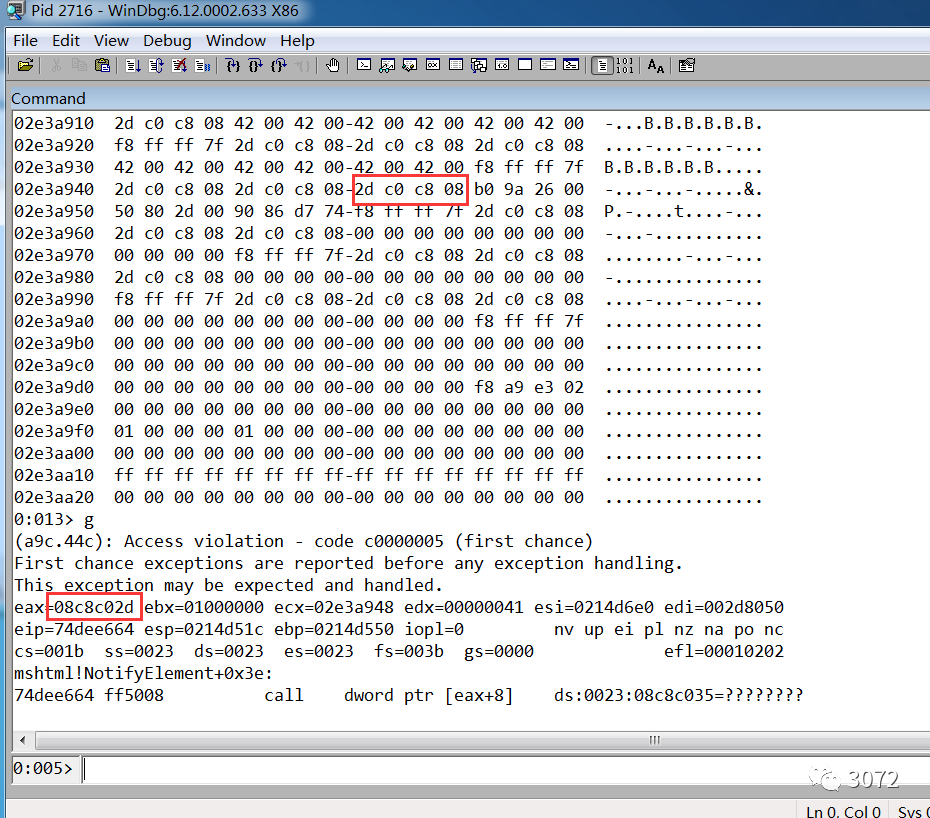 Pid 2716 - WinDbg:6.12.0002.633 X86
File Edit View Debug Window Help
Command
02e3a910 2d c0 c8 08 42 00 42 00-42 00 42 00 42 00 42 00 -...B.B.B.B.B.B.
02e3a920 f8 ff ff 7f 2d c0 c8 08-2d c0 c8 08 2d c0 c8 08 ....-...-...-...
02e3a930 42 00 42 00 42 00 42 00-42 00 42 00 f8 ff ff 7f B.B.B.B.B.B.....
02e3a940 2d c0 c8 08 2d c0 c8 08-2d c0 c8 08 b0 9a 26 00 -...-...-.....&.
02e3a950 50 80 2d 00 90 86 d7 74-f8 ff ff 7f 2d c0 c8 08 P.-....t....-...
02e3a960 2d c0 c8 08 2d c0 c8 08-00 00 00 00 00 00 00 00 -...-...........
02e3a970 00 00 00 00 f8 ff ff 7f-2d c0 c8 08 2d c0 c8 08 ........-...-...
02e3a980 2d c0 c8 08 00 00 00 00-00 00 00 00 00 00 00 00 -...............
02e3a990 f8 ff ff 7f 2d c0 c8 08-2d c0 c8 08 2d c0 c8 08 ....-...-...-...
02e3a9a0 00 00 00 00 00 00 00 00-00 00 00 00 f8 ff ff 7f ................
02e3a9b0 00 00 00 00 00 00 00 00-00 00 00 00 00 00 00 00 ................
02e3a9c0 00 00 00 00 00 00 00 00-00 00 00 00 00 00 00 00 ................
02e3a9d0 00 00 00 00 00 00 00 00-00 00 00 00 f8 a9 e3 02 ................
02e3a9e0 00 00 00 00 00 00 00 00-00 00 00 00 00 00 00 00 ................
02e3a9f0 01 00 00 00 01 00 00 00-00 00 00 00 00 00 00 00 ................
02e3aa00 00 00 00 00 00 00 00 00-00 00 00 00 00 00 00 00 ................
02e3aa10 ff ff ff ff ff ff ff ff-ff ff ff ff ff ff ff ff ................
02e3aa20 00 00 00 00 00 00 00 00-00 00 00 00 00 00 00 00 ................
0:013> g
(a9c.44c): Access violation - code c0000005 (first chance)
First chance exceptions are reported before any exception handling.
This exception may be expected and handled.
eax=08c8c02d ebx=01000000 ecx=02e3a948 edx=00000041 esi=0214d6e0 edi=002d8050
eip=74dee664 esp=0214d51c ebp=0214d550 iopl=0 nv up ei pl nz na po nc
cs=001b ss=0023 ds=0023 es=0023 fs=003b gs=0000 efl=00010202
mshtml!NotifyElement+0x3e:
74dee664 ff5008 call dword ptr [eax+8] ds:0023:08c8c035=????????
0:005>
3072
Ln 0, Col 0 Sys 0